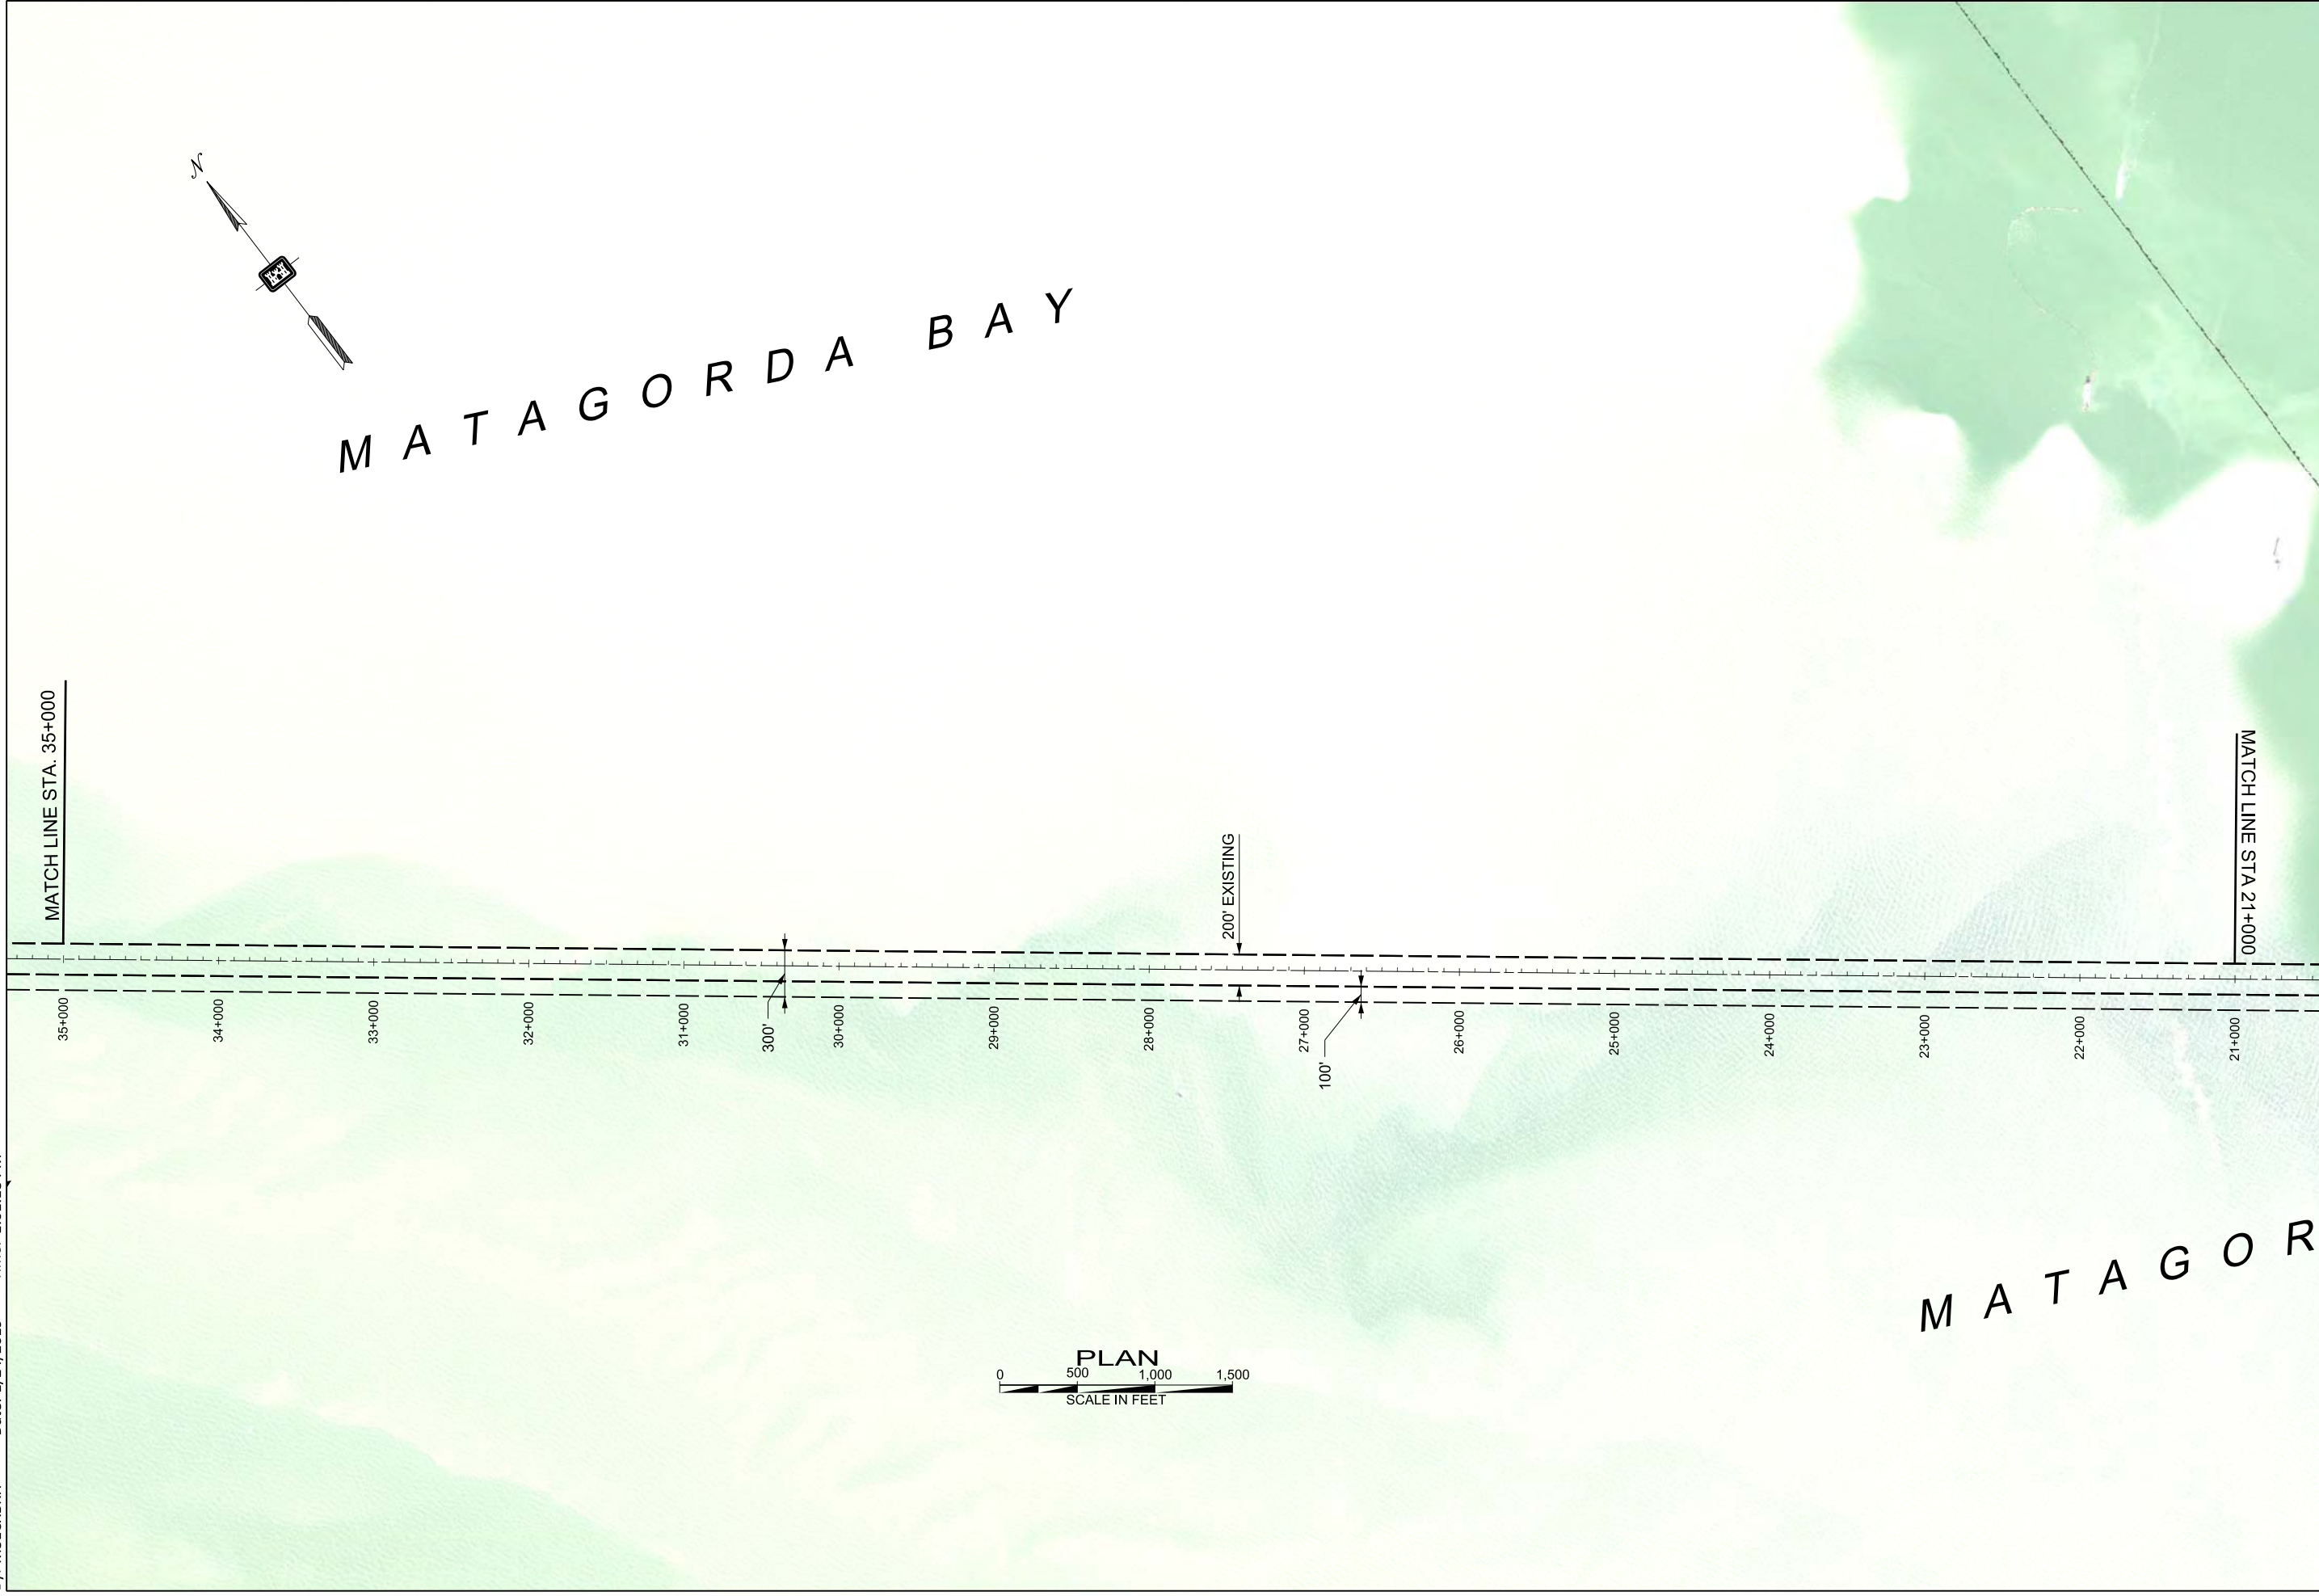 N
MATAGORDA BAY
MATCH LINE STA. 35+000
MATCH LINE STA 21+000
200' EXISTING
35+000
34+000
33+000
32+000
31+000
300'
30+000
29+000
28+000
27+000
100'
26+000
25+000
24+000
23+000
22+000
21+000
MATAGOR
PLAN
0 500 1,000 1,500
SCALE IN FEET